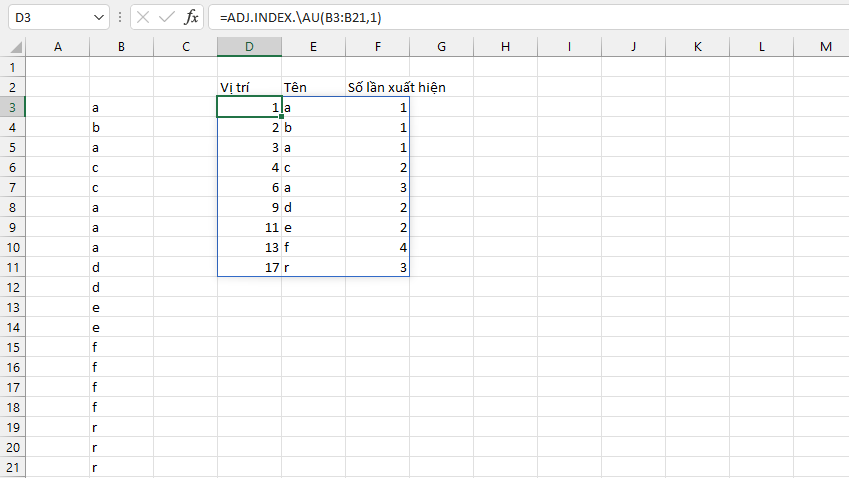 D3 fx =ADJ.INDEX.\AU(B3:B21,1)
A B C D E F G H I J K L M
1
2 Vị trí Tên Số lần xuất hiện
3 a 1 a 1
4 b 2 b 1
5 a 3 a 1
6 c 4 c 2
7 c 6 a 3
8 a 9 d 2
9 a 11 e 2
10 a 13 f 4
11 d 17 r 3
12 d
13 e
14 e
15 f
16 f
17 f
18 f
19 r
20 r
21 r